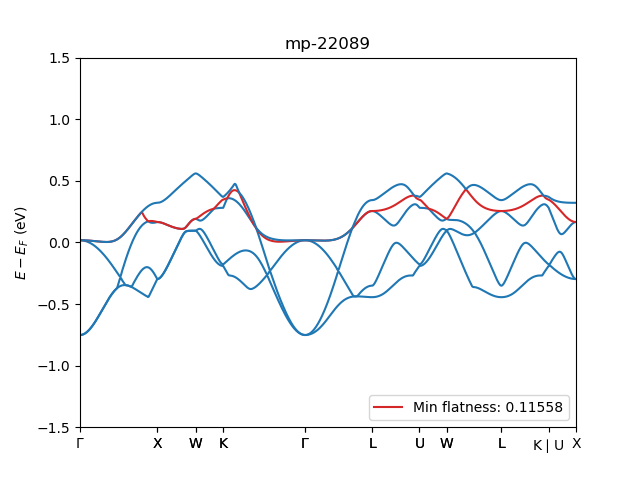 mp-22089
E − E_F (eV)
1.5
1.0
0.5
0.0
−0.5
−1.0
−1.5
Min flatness: 0.11558
Γ X W K Γ L U W L K | U X